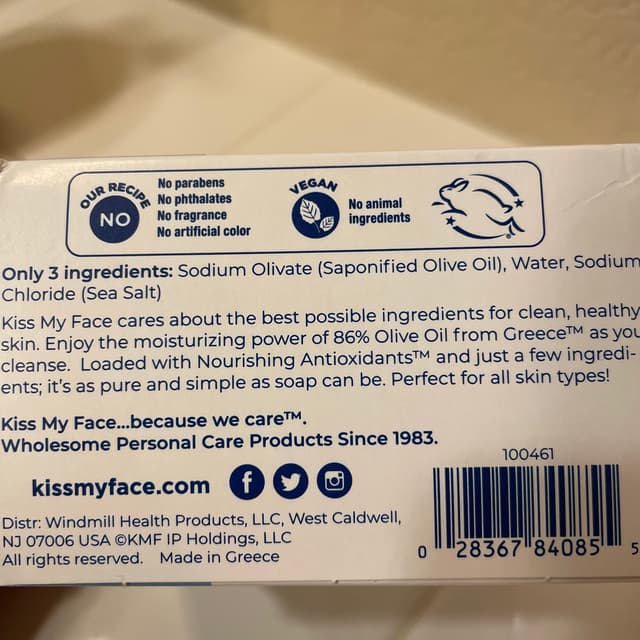 OUR RECIPE
NO
No parabens
No phthalates
No fragrance
No artificial color
VEGAN
No animal
ingredients
Only 3 ingredients: Sodium Olivate (Saponified Olive Oil), Water, Sodium
Chloride (Sea Salt)
Kiss My Face cares about the best possible ingredients for clean, healthy
skin. Enjoy the moisturizing power of 86% Olive Oil from Greece™ as you
cleanse. Loaded with Nourishing Antioxidants™ and just a few ingredi-
ents; it's as pure and simple as soap can be. Perfect for all skin types!
Kiss My Face...because we care™.
Wholesome Personal Care Products Since 1983.
kissmyface.com
Distr: Windmill Health Products, LLC, West Caldwell,
NJ 07006 USA ©KMF IP Holdings, LLC
All rights reserved. Made in Greece
100461
0 28367 84085 5